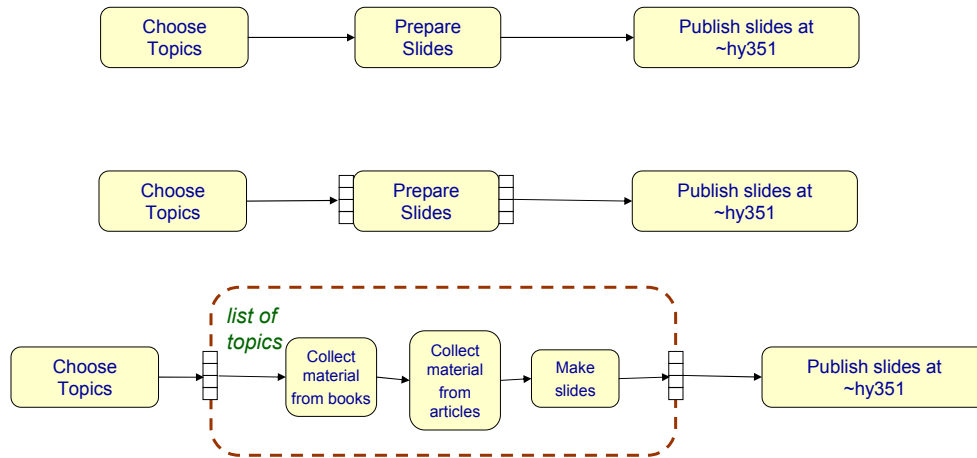 Choose
Topics
Prepare
Slides
Publish slides at
~hy351
Choose
Topics
Prepare
Slides
Publish slides at
~hy351
list of
topics
Choose
Topics
Collect
material
from books
Collect
material
from
articles
Make
slides
Publish slides at
~hy351